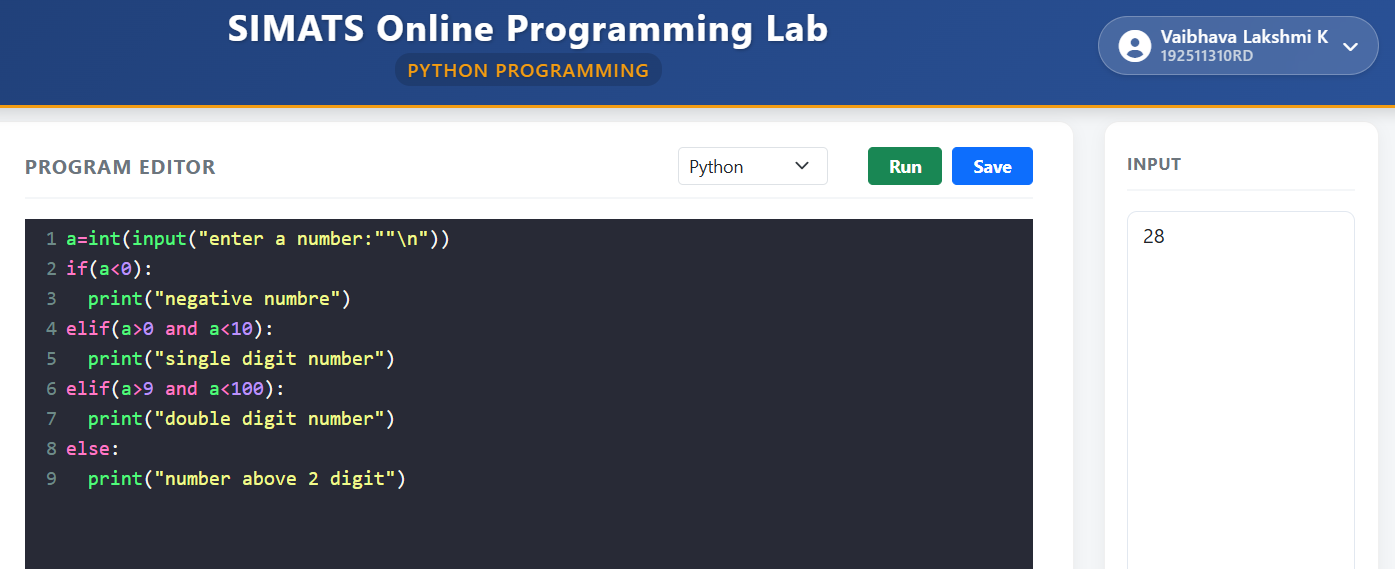 SIMATS Online Programming Lab
PYTHON PROGRAMMING
Vaibhava Lakshmi K
192511310RD
PROGRAM EDITOR
Python
Run
Save
1 a=int(input("enter a number:""\n"))
2 if(a<0):
3   print("negative numbre")
4 elif(a>0 and a<10):
5   print("single digit number")
6 elif(a>9 and a<100):
7   print("double digit number")
8 else:
9   print("number above 2 digit")
INPUT
28